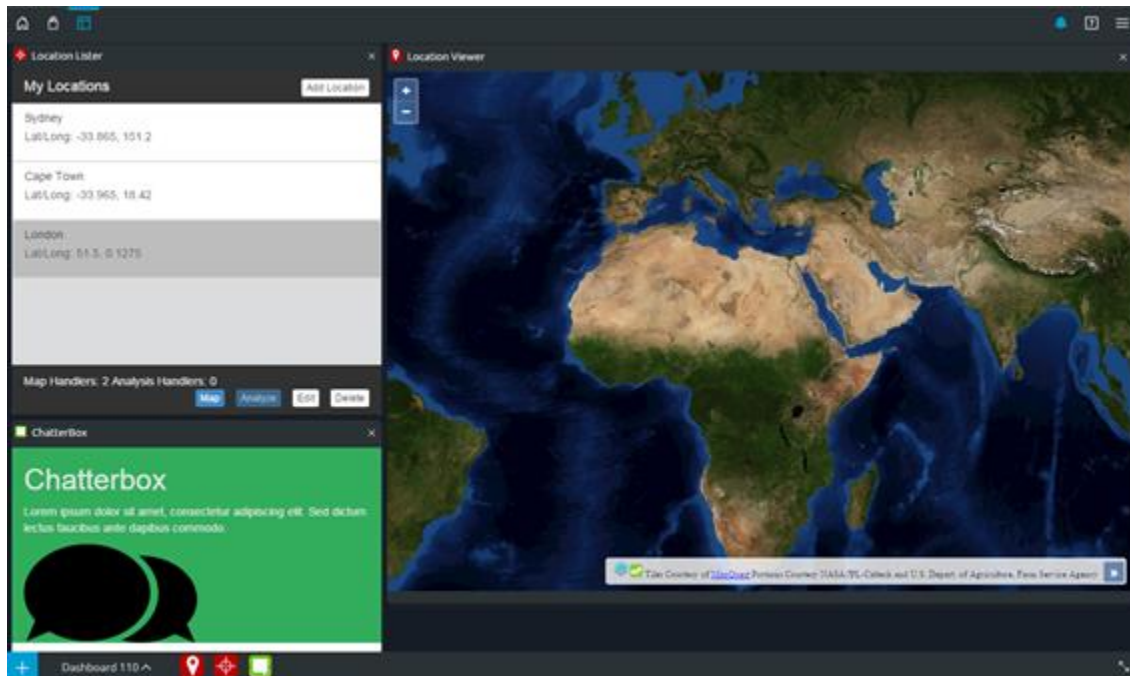 Location Lister
My Locations
Add Location
Sydney
Lat/Long: -33.865, 151.2
Cape Town
Lat/Long: -33.965, 18.42
London
Lat/Long: 51.5, 0.1275
Map Handlers: 2 Analysis Handlers: 0
Map
Analyze
Edit
Delete
ChatterBox
Chatterbox
Lorem ipsum dolor sit amet, consectetur adipiscing elit. Sed dictum
lectus faucibus ante dapibus commodo.
Location Viewer
Tiles Courtesy of MapQuest Portions Courtesy NASA/JPL-Caltech and U.S. Depart. of Agriculture, Farm Service Agency
Dashboard 110